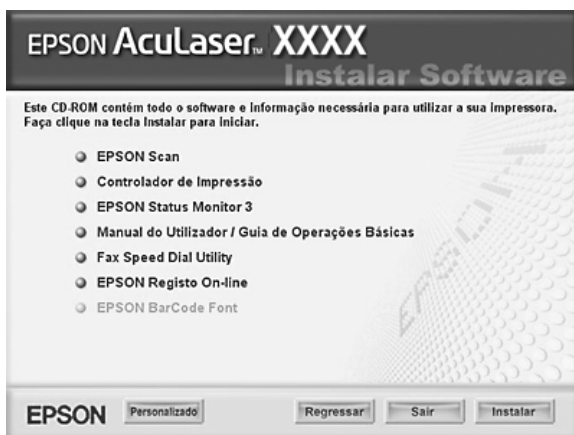 EPSON AcuLaser™ XXXX
Instalar Software
Este CD-ROM contém todo o software e Informação necessária para utilizar a sua Impressora.
Faça clique na tecla Instalar para iniciar.
EPSON Scan
Controlador de Impressão
EPSON Status Monitor 3
Manual do Utilizador / Guia de Operações Básicas
Fax Speed Dial Utility
EPSON Registo On-line
EPSON BarCode Font
EPSON
EPSON Personalizado Regressar Sair Instalar